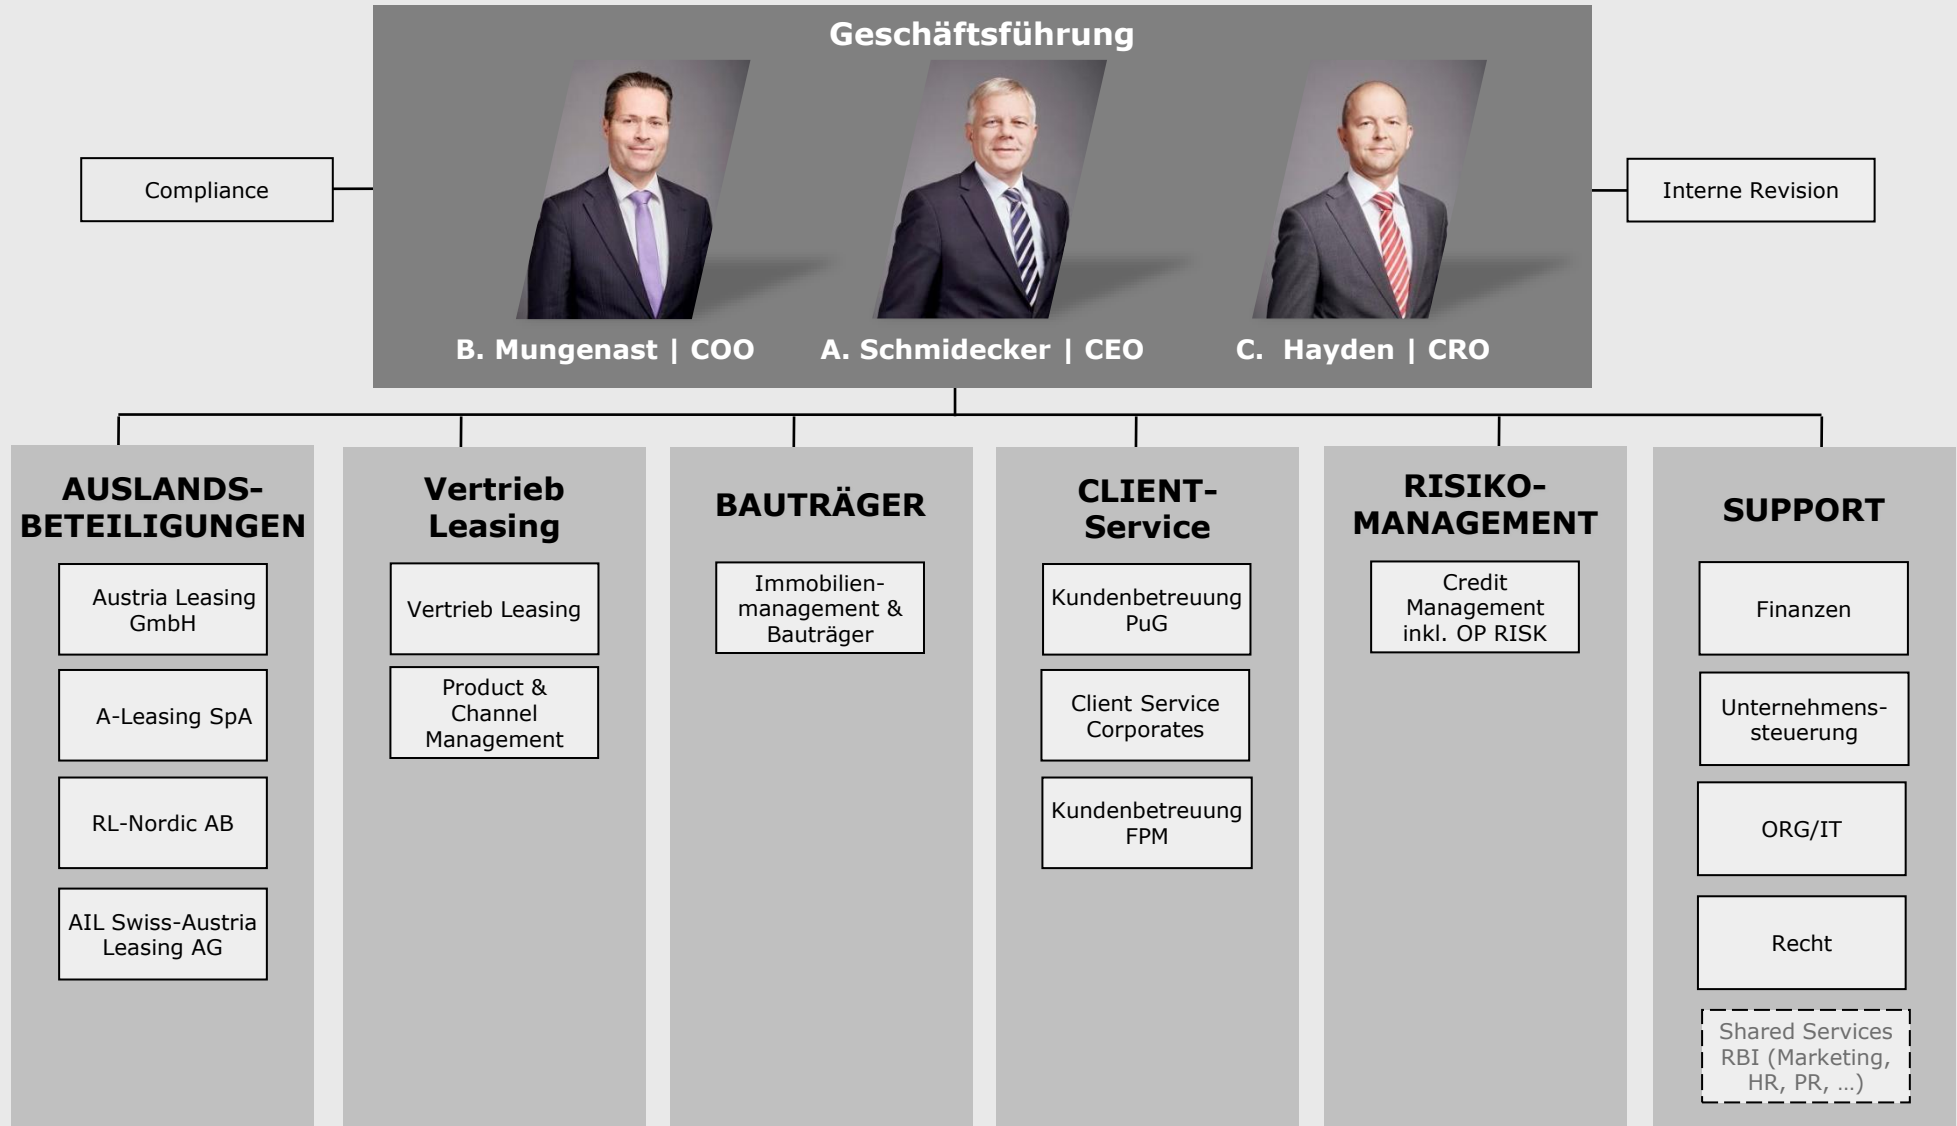 Geschäftsführung
Compliance
Interne Revision
B. Mungenast | COO
A. Schmidecker | CEO
C. Hayden | CRO
AUSLANDS-
BETEILIGUNGEN
Austria Leasing
GmbH
A-Leasing SpA
RL-Nordic AB
AIL Swiss-Austria
Leasing AG
Vertrieb
Leasing
Vertrieb Leasing
Product &
Channel
Management
BAUTRÄGER
Immobilien-
management &
Bauträger
CLIENT-
Service
Kundenbetreuung
PuG
Client Service
Corporates
Kundenbetreuung
FPM
RISIKO-
MANAGEMENT
Credit
Management
inkl. OP RISK
SUPPORT
Finanzen
Unternehmens-
steuerung
ORG/IT
Recht
Shared Services
RBI (Marketing,
HR, PR, …)